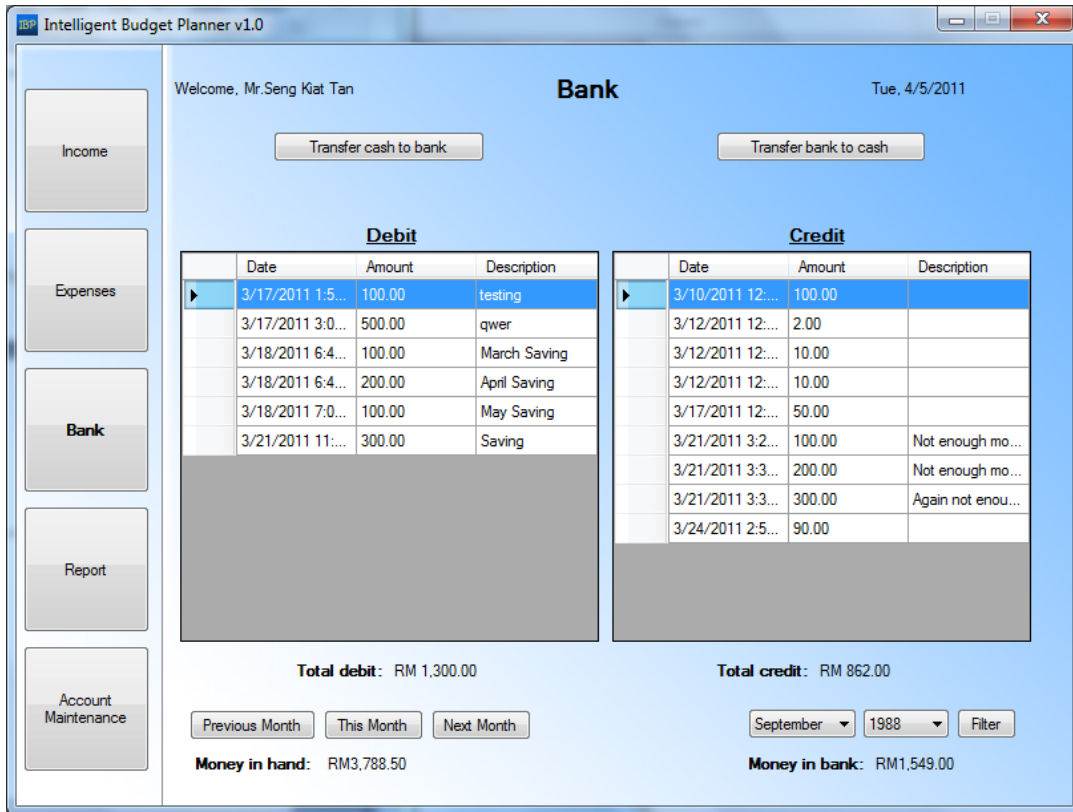 IBP Intelligent Budget Planner v1.0
Welcome, Mr.Seng Kiat Tan
Bank
Tue, 4/5/2011
Income
Expenses
Bank
Report
Account
Maintenance
Transfer cash to bank
Transfer bank to cash
Debit
Date Amount Description
3/17/2011 1:5... 100.00 testing
3/17/2011 3:0... 500.00 qwer
3/18/2011 6:4... 100.00 March Saving
3/18/2011 6:4... 200.00 April Saving
3/18/2011 7:0... 100.00 May Saving
3/21/2011 11:... 300.00 Saving
Credit
Date Amount Description
3/10/2011 12:... 100.00
3/12/2011 12:... 2.00
3/12/2011 12:... 10.00
3/12/2011 12:... 10.00
3/17/2011 12:... 50.00
3/21/2011 3:2... 100.00 Not enough mo...
3/21/2011 3:3... 200.00 Not enough mo...
3/21/2011 3:3... 300.00 Again not enou...
3/24/2011 2:5... 90.00
Total debit: RM 1,300.00
Total credit: RM 862.00
Previous Month This Month Next Month
September 1988 Filter
Money in hand: RM3,788.50
Money in bank: RM1,549.00